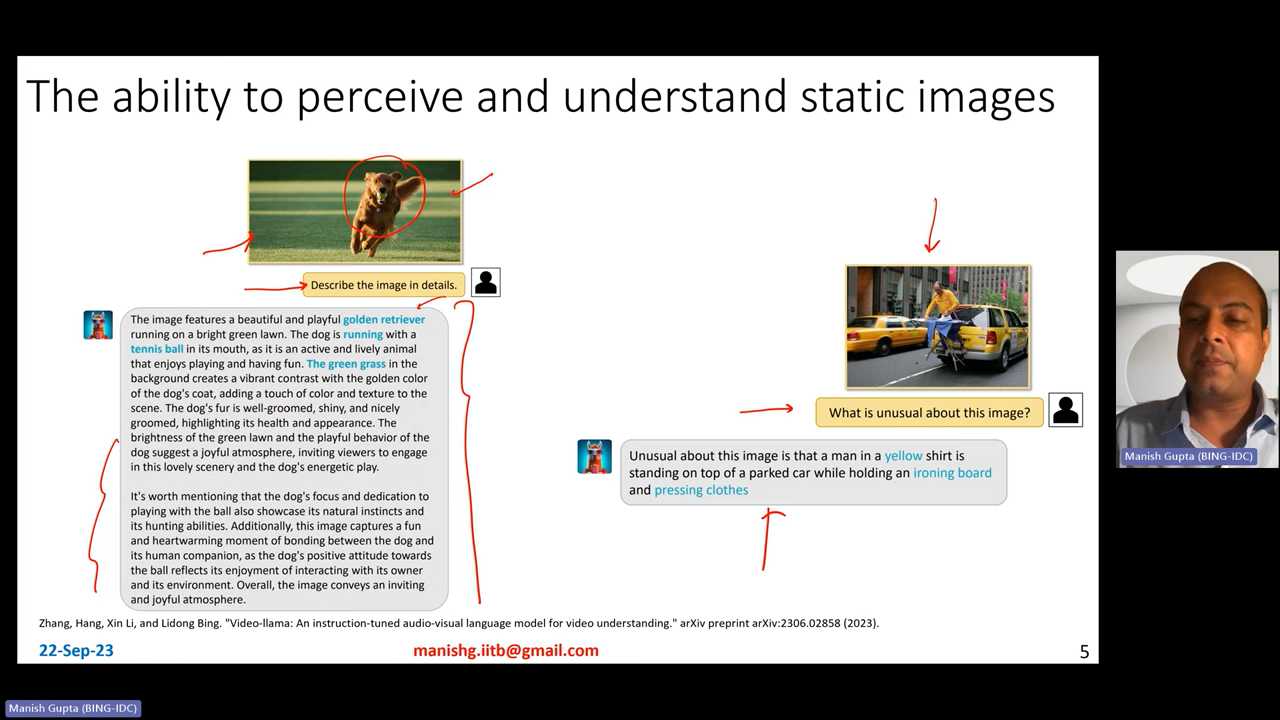 The ability to perceive and understand static images
Describe the image in details.
The image features a beautiful and playful golden retriever
running on a bright green lawn. The dog is running with a
tennis ball in its mouth, as it is an active and lively animal
that enjoys playing and having fun. The green grass in the
background creates a vibrant contrast with the golden color
of the dog's coat, adding a touch of color and texture to the
scene. The dog's fur is well-groomed, shiny, and nicely
groomed, highlighting its health and appearance. The
brightness of the green lawn and the playful behavior of the
dog suggest a joyful atmosphere, inviting viewers to engage
in this lovely scenery and the dog's energetic play.
It's worth mentioning that the dog's focus and dedication to
playing with the ball also showcase its natural instincts and
its hunting abilities. Additionally, this image captures a fun
and heartwarming moment of bonding between the dog and
its human companion, as the dog's positive attitude towards
the ball reflects its enjoyment of interacting with its owner
and its environment. Overall, the image conveys an inviting
and joyful atmosphere.
What is unusual about this image?
Unusual about this image is that a man in a yellow shirt is
standing on top of a parked car while holding an ironing board
and pressing clothes
Zhang, Hang, Xin Li, and Lidong Bing. "Video-llama: An instruction-tuned audio-visual language model for video understanding." arXiv preprint arXiv:2306.02858 (2023).
22-Sep-23
manishg.iitb@gmail.com
5
Manish Gupta (BING-IDC)
Manish Gupta (BING-IDC)